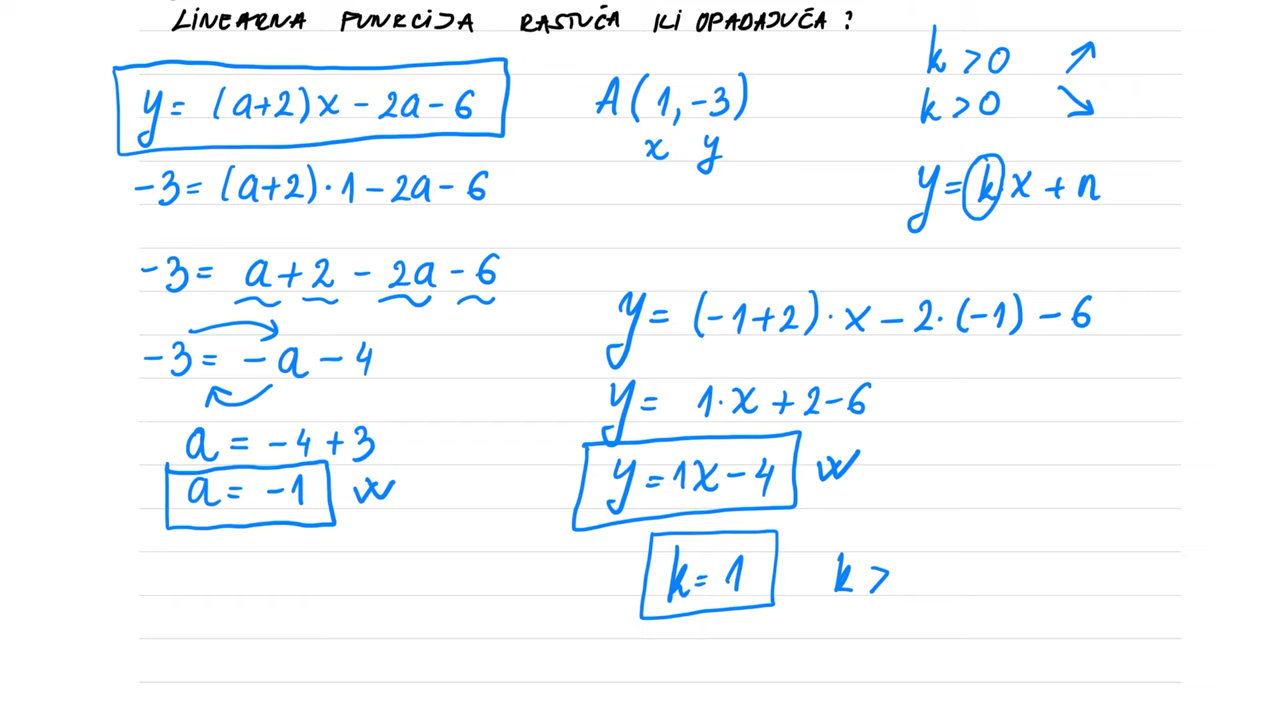 LINEARNA FUNKCIJA RASTUĆA ILI OPADAJUĆA?
y = (a+2)x - 2a - 6
A(1, -3)
x y
k > 0 ↗
k > 0 ↘
y = kx + n
-3 = (a+2)·1 - 2a - 6
-3 = a + 2 - 2a - 6
-3 = -a - 4
a = -4 + 3
a = -1
y = (-1+2)·x - 2·(-1) - 6
y = 1·x + 2 - 6
y = 1x - 4
k = 1
k >